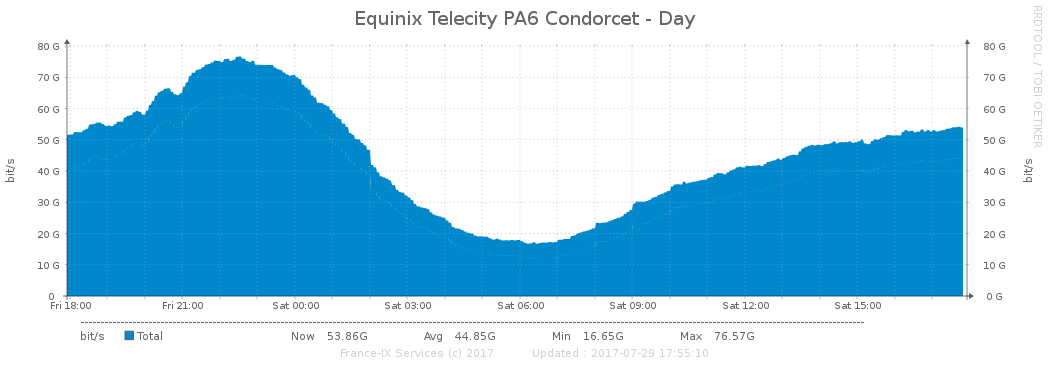 Equinix Telecity PA6 Condorcet - Day
RRDTOOL / TOBI OETIKER
80 G 80 G
70 G 70 G
60 G 60 G
50 G 50 G
40 G 40 G
30 G 30 G
20 G 20 G
10 G 10 G
0 0 G
bit/s bit/s
Fri 18:00 Fri 21:00 Sat 00:00 Sat 03:00 Sat 06:00 Sat 09:00 Sat 12:00 Sat 15:00
bit/s Total Now 53.86G Avg 44.85G Min 16.65G Max 76.57G
France-IX Services (c) 2017 Updated : 2017-07-29 17:55:10